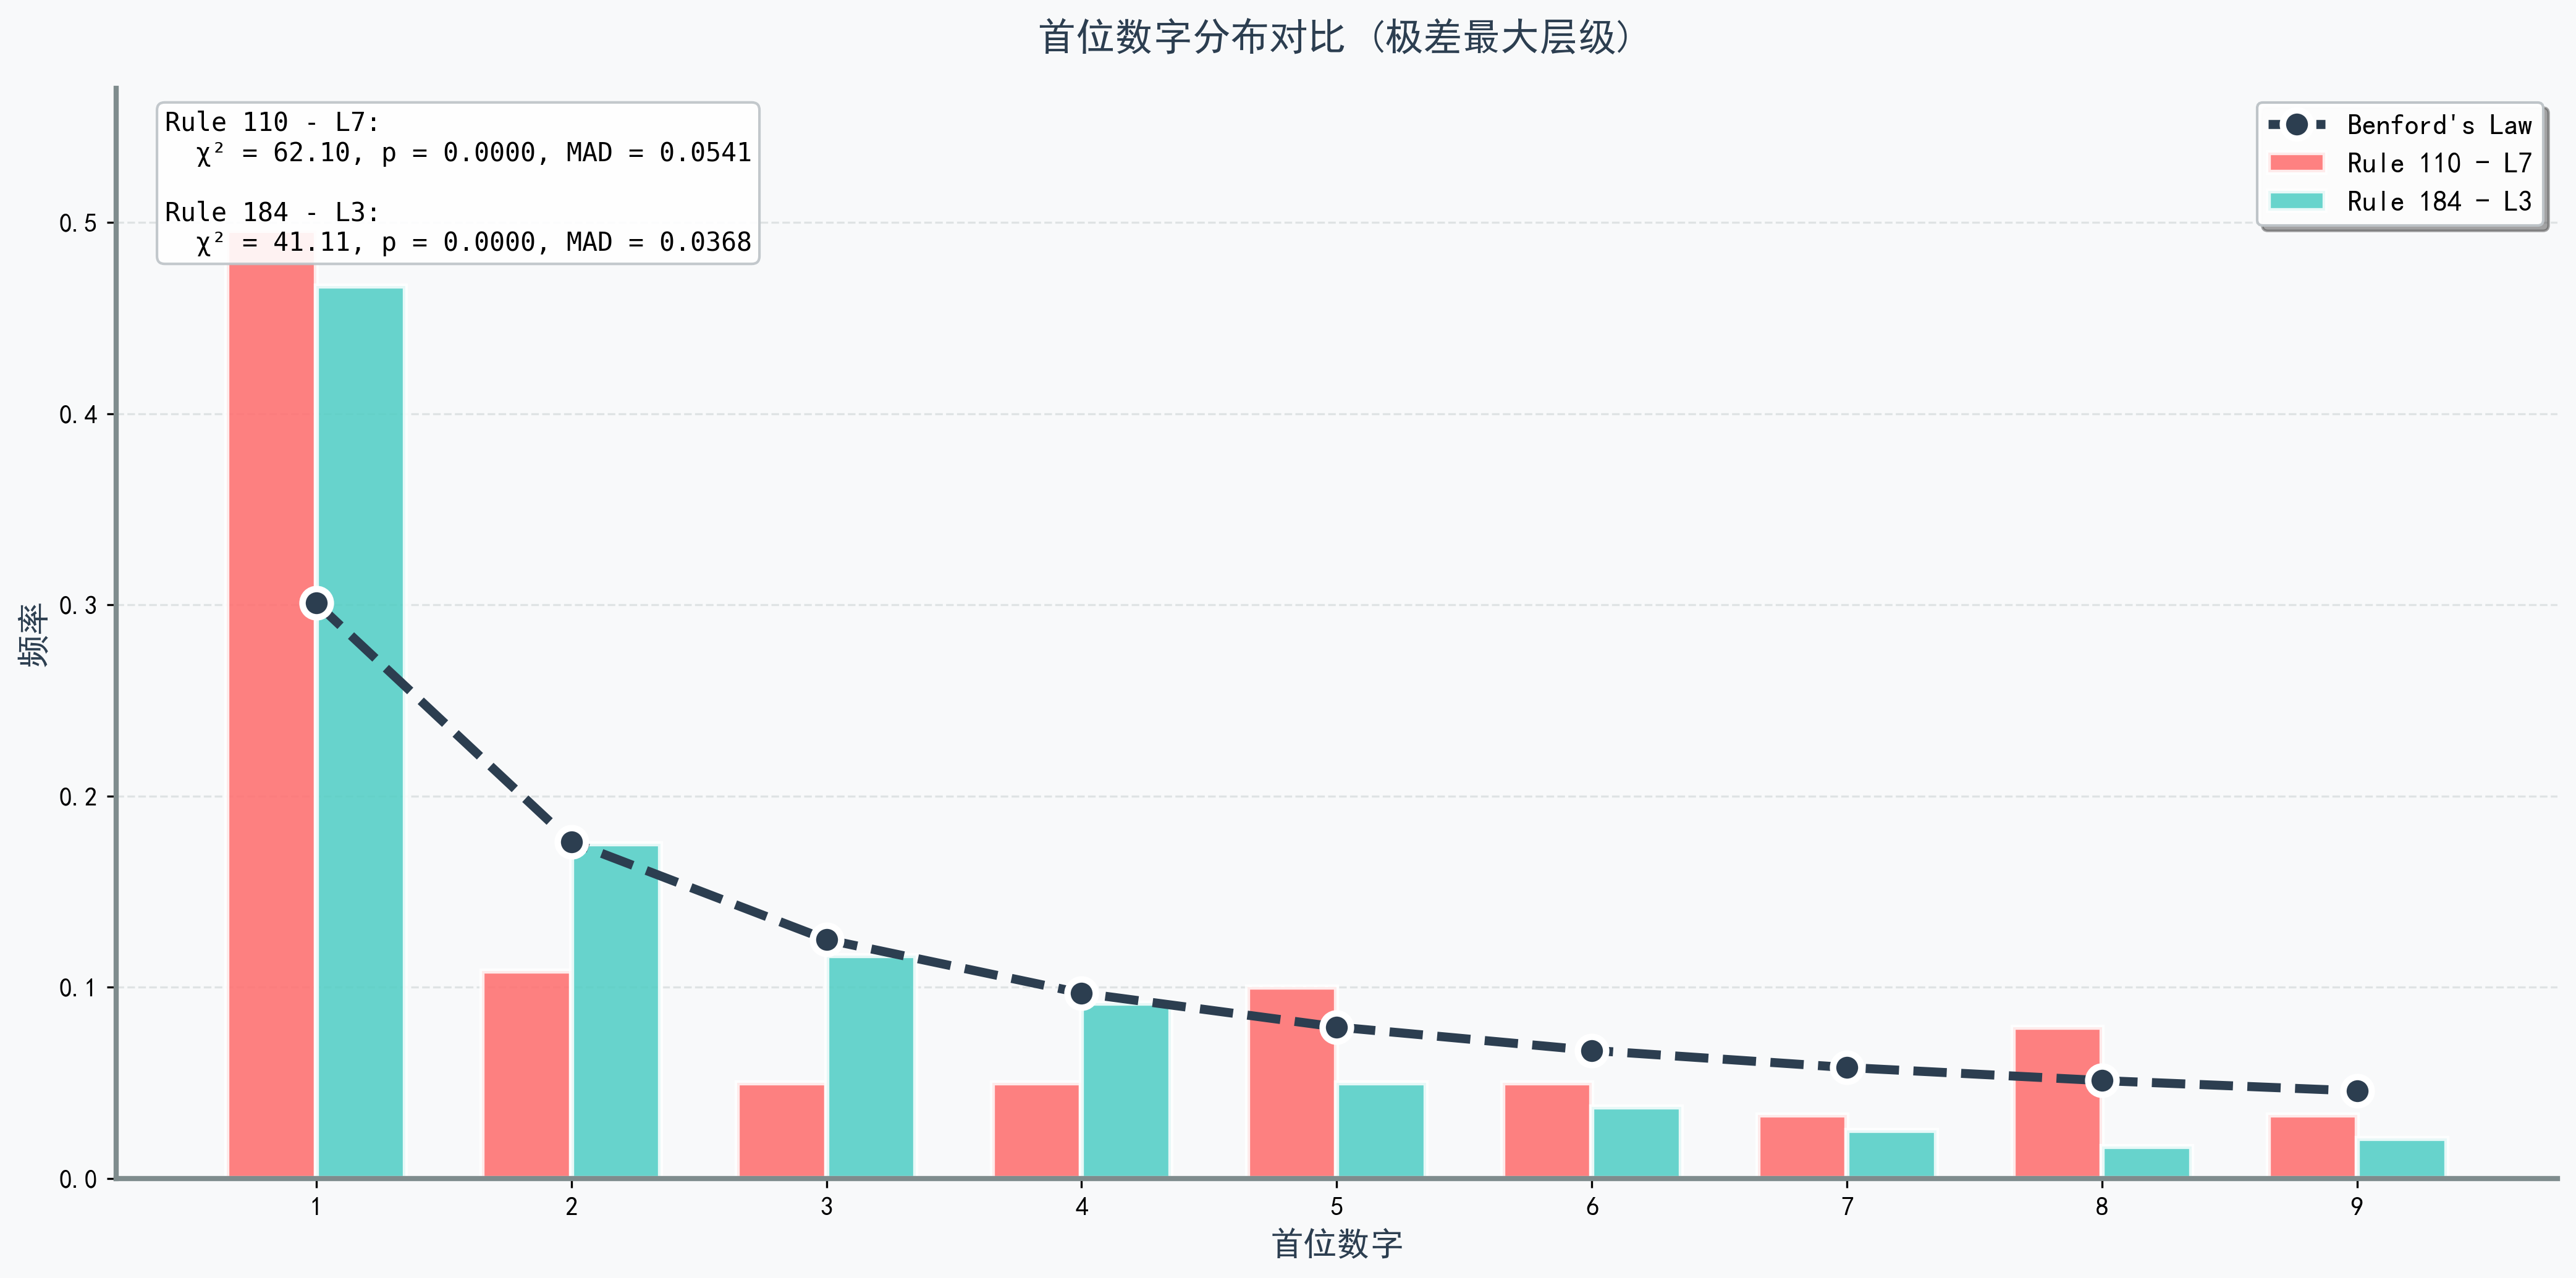 首位数字分布对比 (极差最大层级)
Rule 110 - L7:
χ² = 62.10, p = 0.0000, MAD = 0.0541
Rule 184 - L3:
χ² = 41.11, p = 0.0000, MAD = 0.0368
Benford's Law
Rule 110 - L7
Rule 184 - L3
频率
0.5
0.4
0.3
0.2
0.1
0.0
1 2 3 4 5 6 7 8 9
首位数字